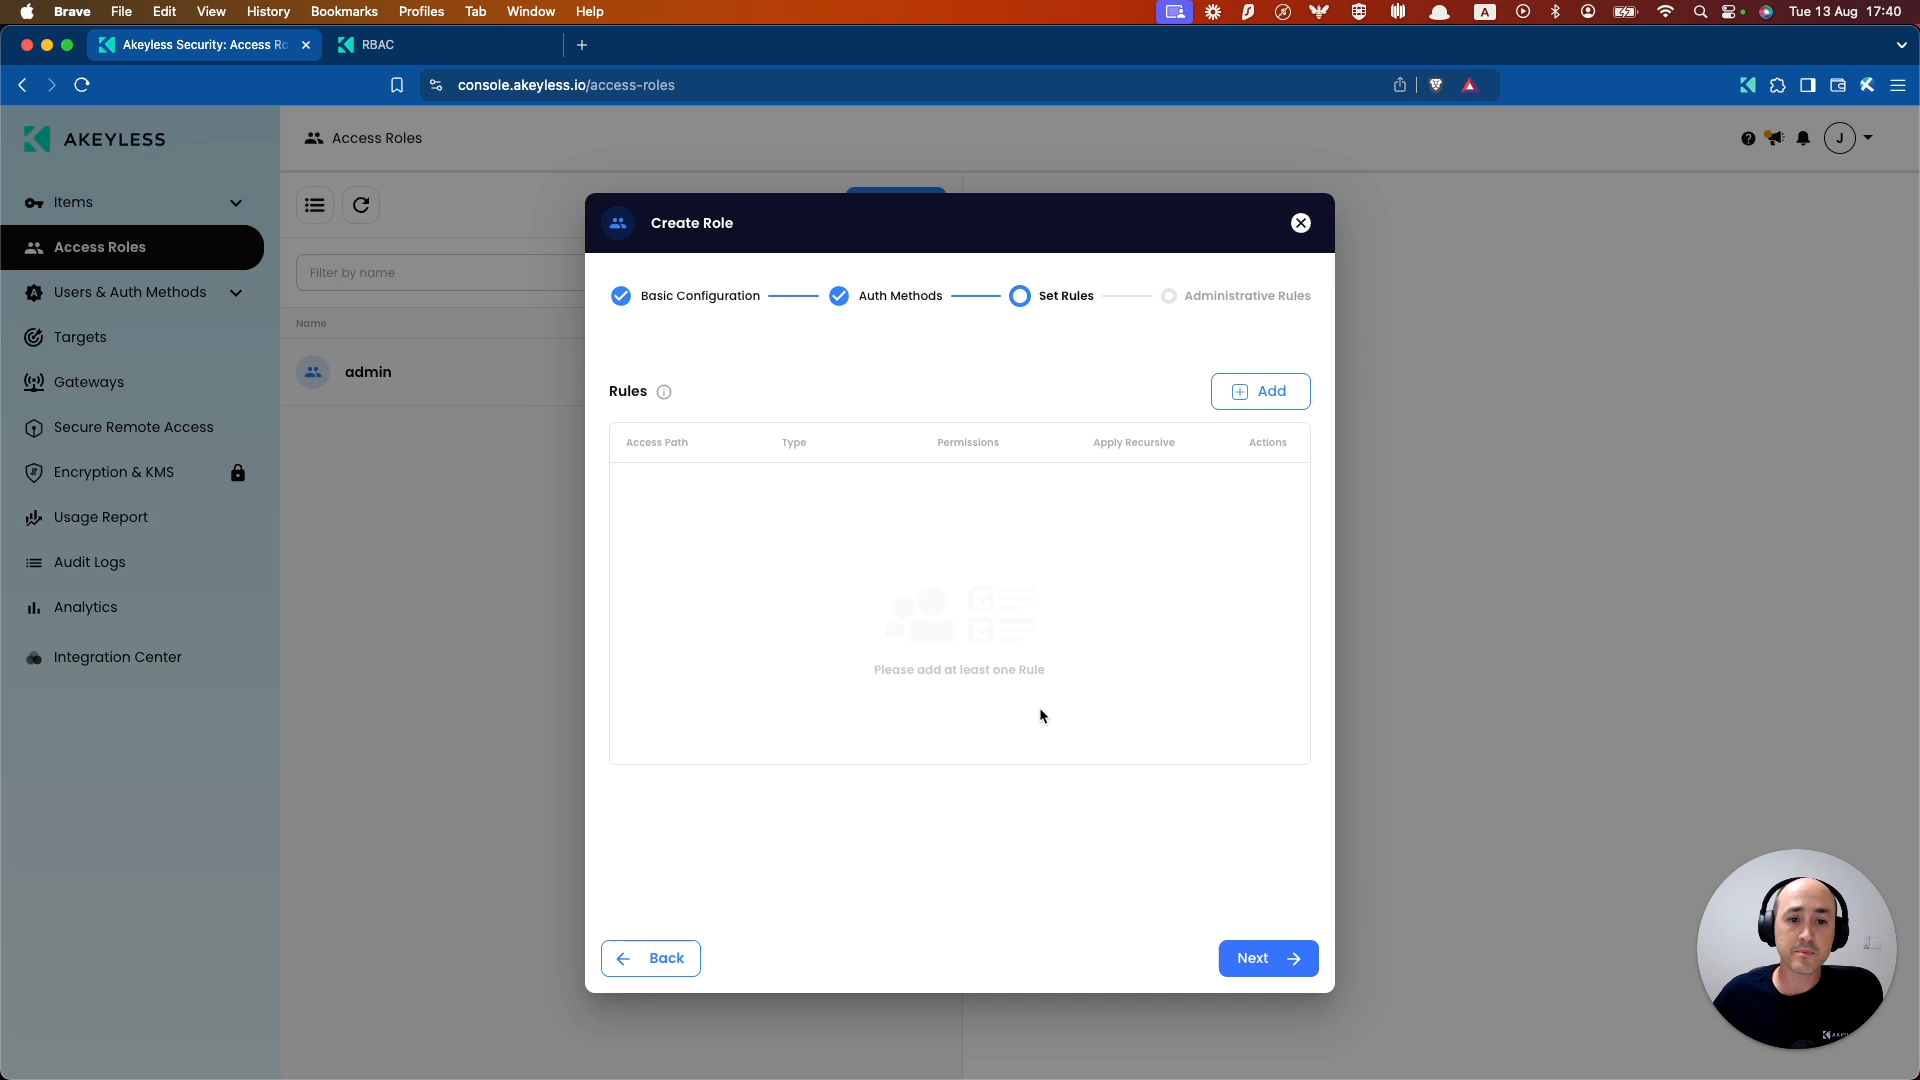 Brave File Edit View History Bookmarks Profiles Tab Window Help
A
Tue 13 Aug 17:40
Akeyless Security: Access Ro
RBAC
console.akeyless.io/access-roles
AKEYLESS
Access Roles
J
Items
Access Roles
Users & Auth Methods
Targets
Gateways
Secure Remote Access
Encryption & KMS
Usage Report
Audit Logs
Analytics
Integration Center
Filter by name
Name
admin
Create Role
Basic Configuration
Auth Methods
Set Rules
Administrative Rules
Rules
Add
Access Path Type Permissions Apply Recursive Actions
Please add at least one Rule
Back
Next